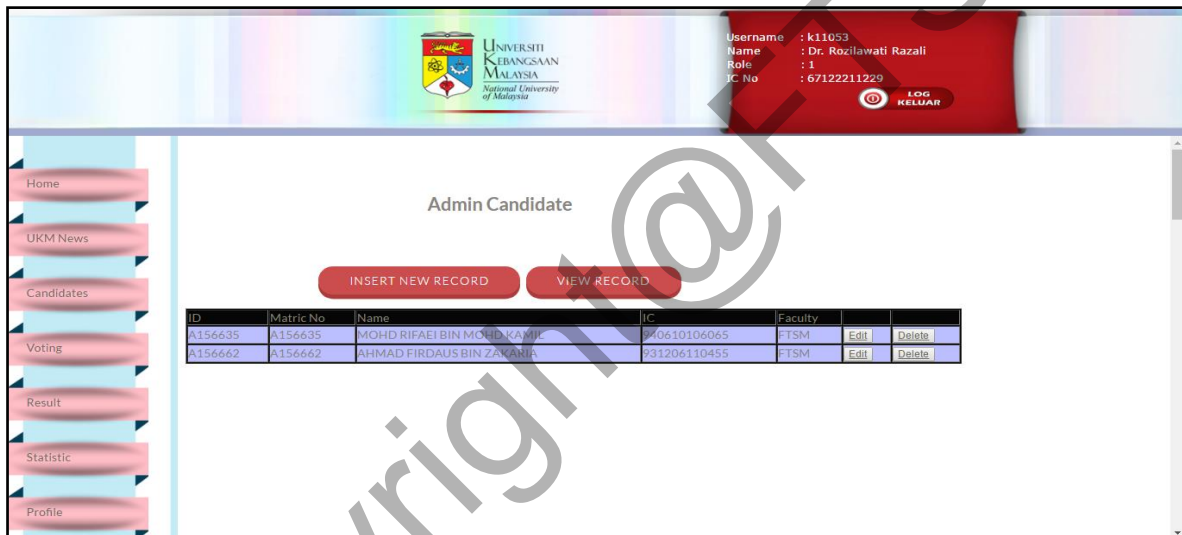 UNIVERSITI
KEBANGSAAN
MALAYSIA
National University
of Malaysia
Username : k11053
Name : Dr. Rozilawati Razali
Role : 1
IC No : 67122211229
LOG
KELUAR
Home
UKM News
Candidates
Voting
Result
Statistic
Profile
Admin Candidate
INSERT NEW RECORD VIEW RECORD
ID Matric No Name IC Faculty
A156635 A156635 MOHD RIFAEI BIN MOHD KAMIL 940610106065 FTSM Edit Delete
A156662 A156662 AHMAD FIRDAUS BIN ZAKARIA 931206110455 FTSM Edit Delete
right@FTS